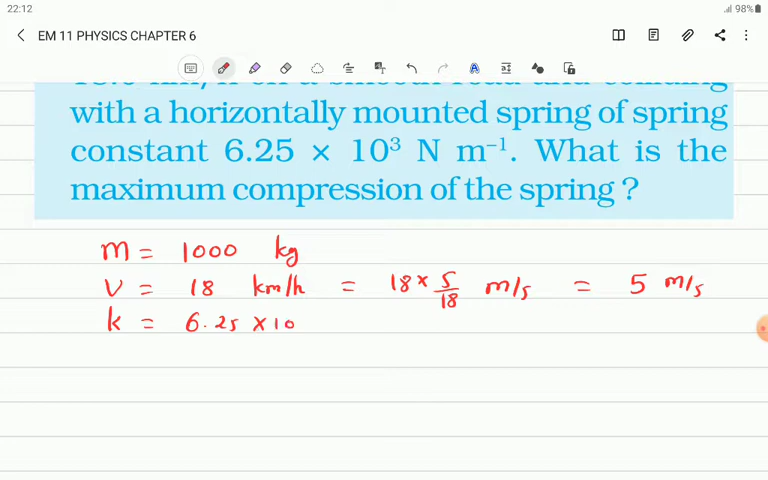 22:12 98%
EM 11 PHYSICS CHAPTER 6
with a horizontally mounted spring of spring
constant 6.25 × 10³ N m⁻¹. What is the
maximum compression of the spring ?
m = 1000 kg
v = 18 km/h = 18 × 5/18 m/s = 5 m/s
k = 6.25 × 10